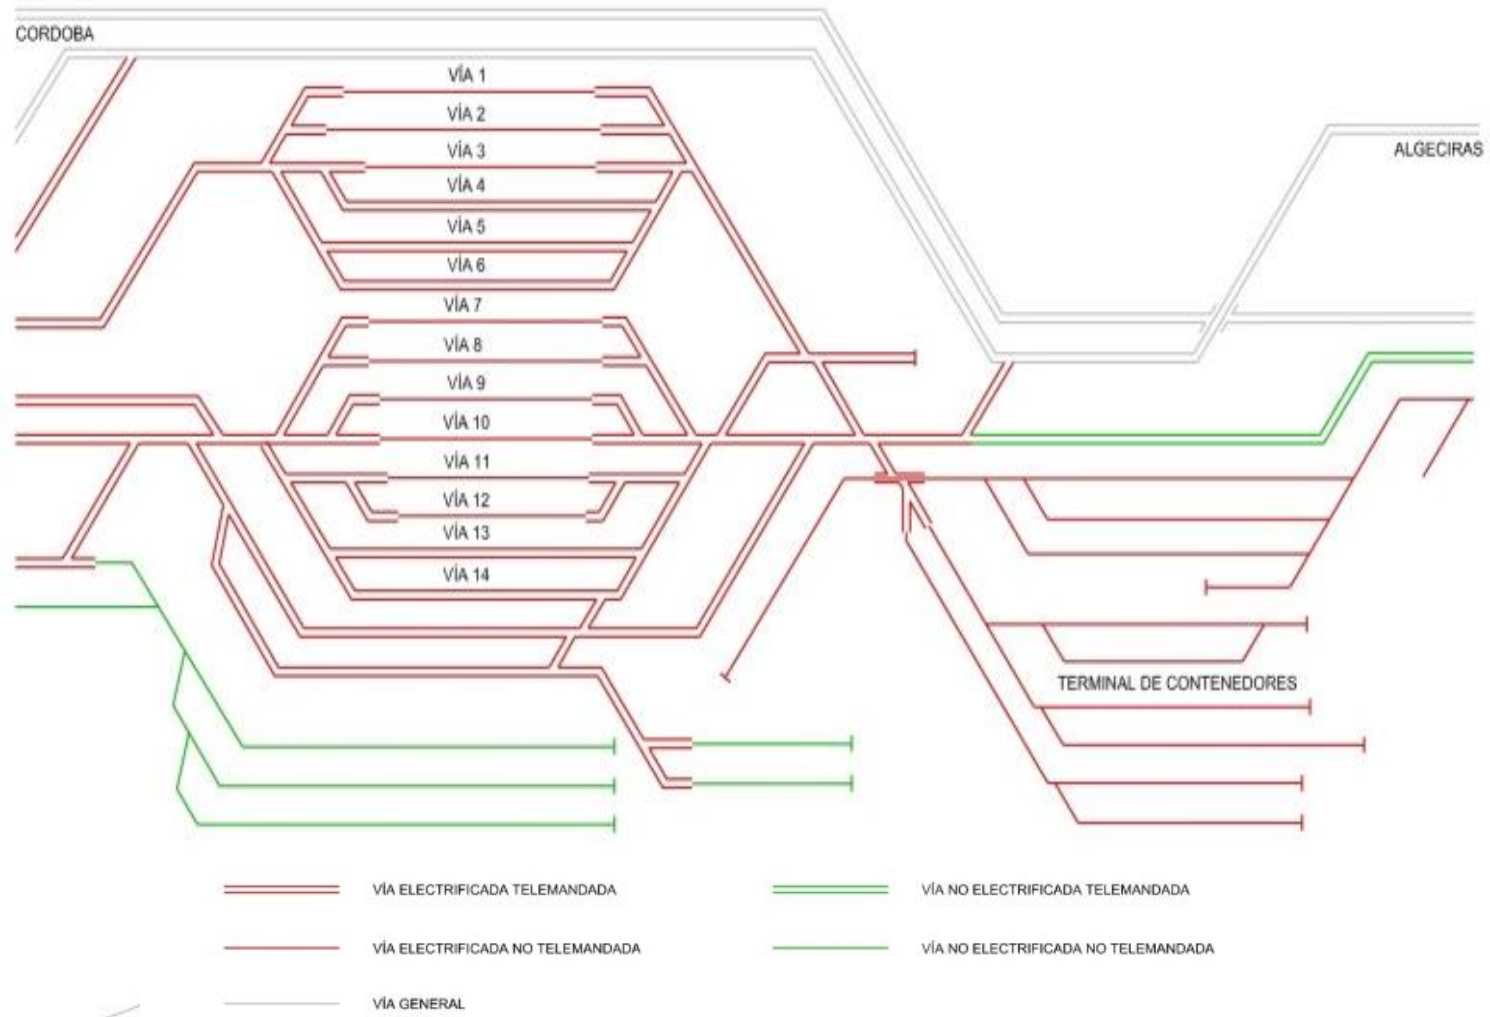 CORDOBA
VÍA 1
VÍA 2
VÍA 3
VÍA 4
VÍA 5
VÍA 6
VÍA 7
VÍA 8
VÍA 9
VÍA 10
VÍA 11
VÍA 12
VÍA 13
VÍA 14
ALGECIRAS
TERMINAL DE CONTENEDORES
VÍA ELECTRIFICADA TELEMANDADA
VÍA NO ELECTRIFICADA TELEMANDADA
VÍA ELECTRIFICADA NO TELEMANDADA
VÍA NO ELECTRIFICADA NO TELEMANDADA
VÍA GENERAL